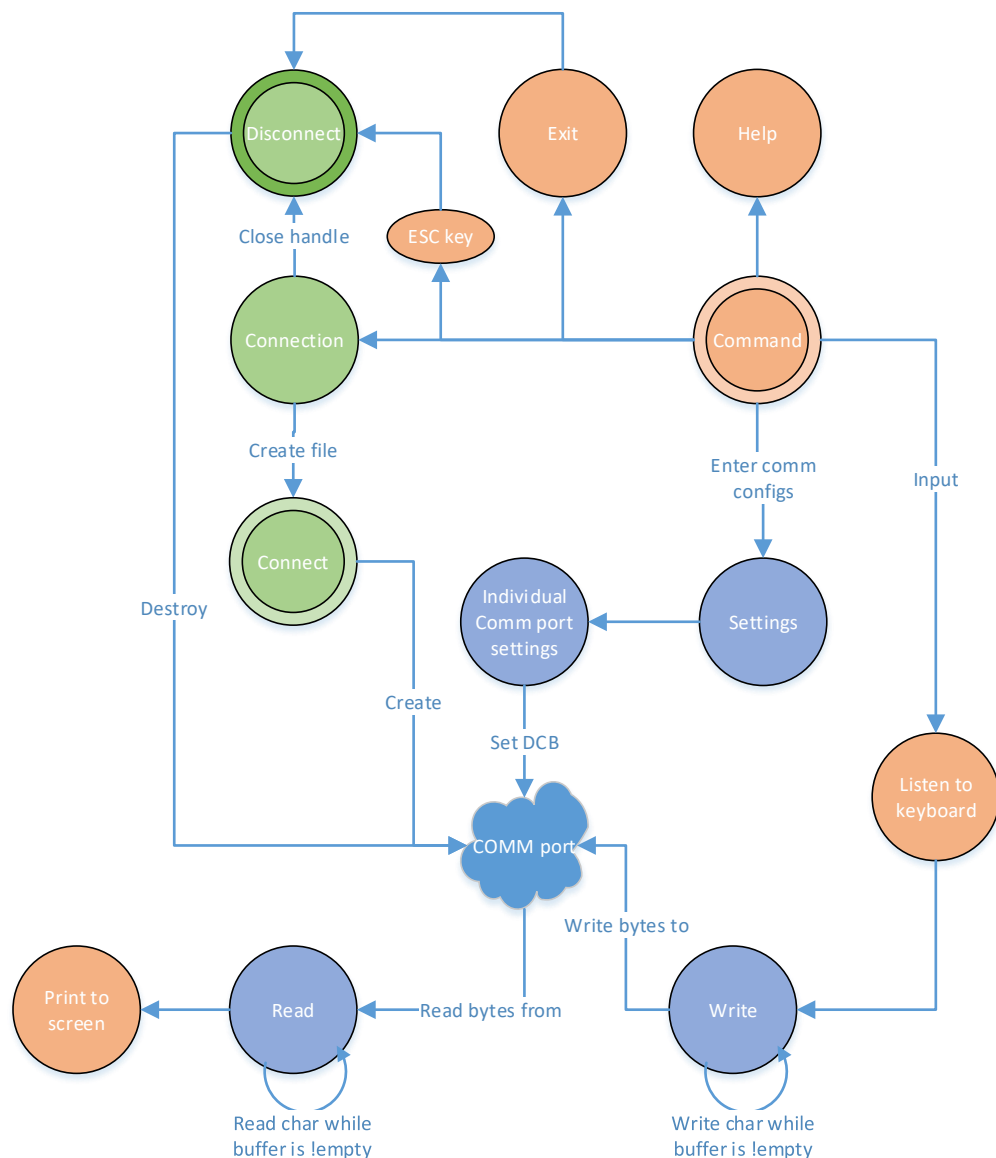 Disconnect
Exit
Help
Close handle
ESC key
Connection
Command
Create file
Enter comm
configs
Input
Connect
Individual
Comm port
settings
Settings
Destroy
Create
Set DCB
Listen to
keyboard
COMM port
Write bytes to
Print to
screen
Read
Read bytes from
Write
Read char while
buffer is !empty
Write char while
buffer is !empty